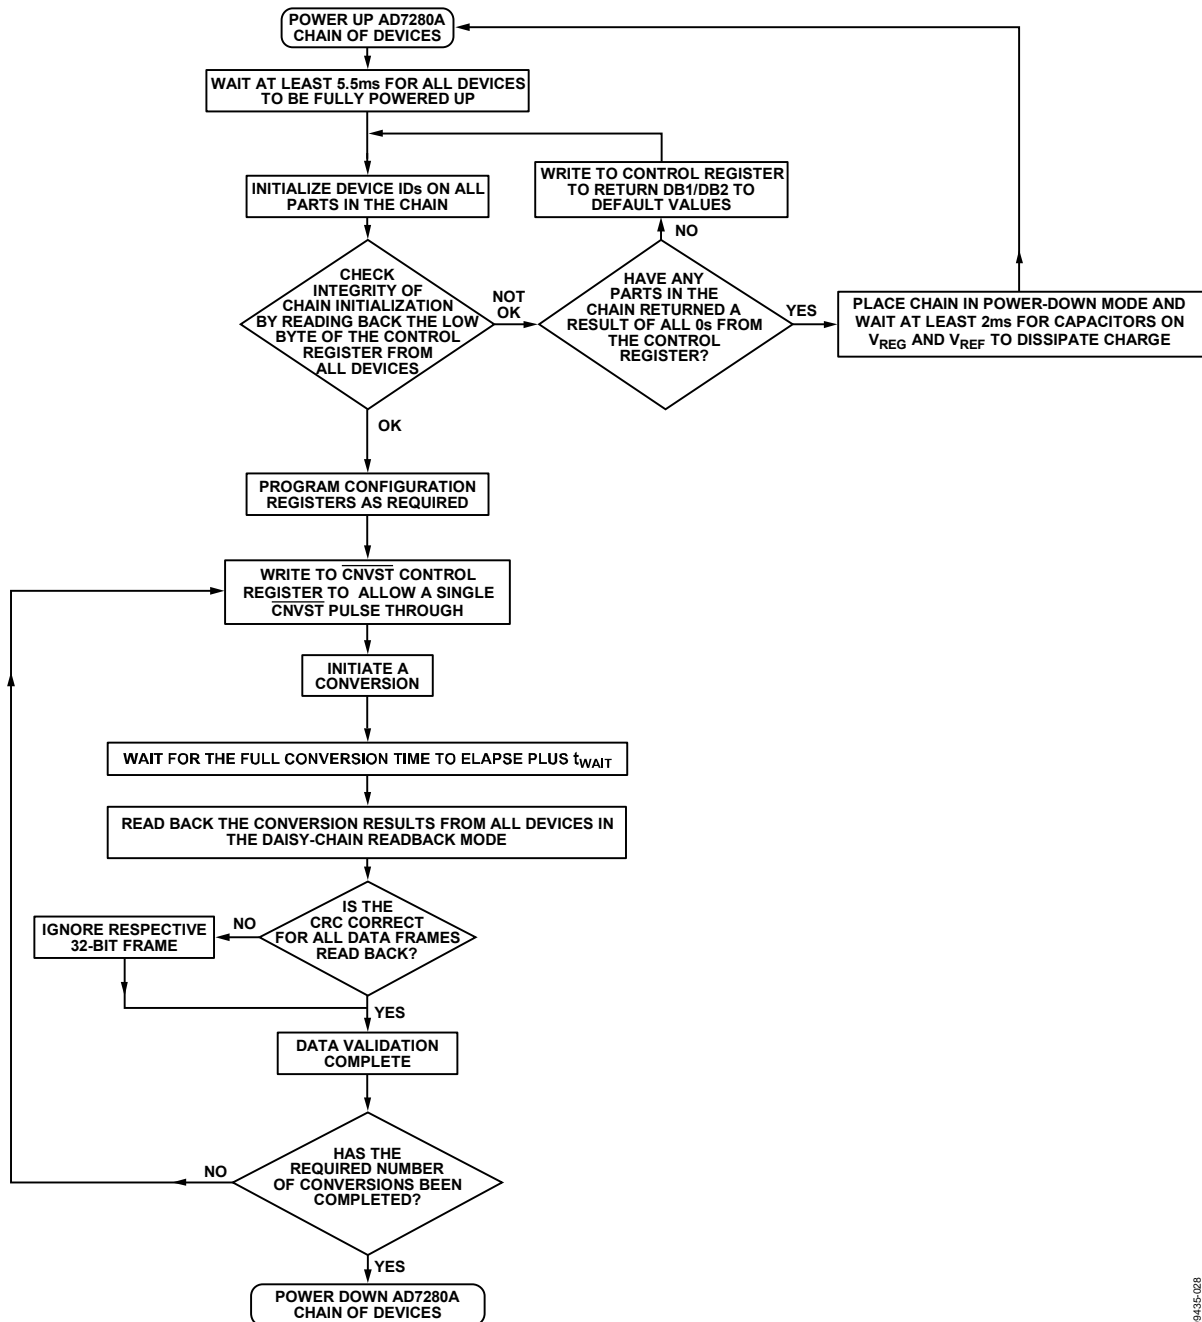 POWER UP AD7280A
CHAIN OF DEVICES
WAIT AT LEAST 5.5ms FOR ALL DEVICES
TO BE FULLY POWERED UP
INITIALIZE DEVICE IDs ON ALL
PARTS IN THE CHAIN
WRITE TO CONTROL REGISTER
TO RETURN DB1/DB2 TO
DEFAULT VALUES
NO
CHECK
INTEGRITY OF
CHAIN INITIALIZATION
BY READING BACK THE LOW
BYTE OF THE CONTROL
REGISTER FROM
ALL DEVICES
NOT
OK
HAVE ANY
PARTS IN THE
CHAIN RETURNED A
RESULT OF ALL 0s FROM
THE CONTROL
REGISTER?
YES
PLACE CHAIN IN POWER-DOWN MODE AND
WAIT AT LEAST 2ms FOR CAPACITORS ON
VREG AND VREF TO DISSIPATE CHARGE
OK
PROGRAM CONFIGURATION
REGISTERS AS REQUIRED
WRITE TO CNVST CONTROL
REGISTER TO ALLOW A SINGLE
CNVST PULSE THROUGH
INITIATE A
CONVERSION
WAIT FOR THE FULL CONVERSION TIME TO ELAPSE PLUS tWAIT
READ BACK THE CONVERSION RESULTS FROM ALL DEVICES IN
THE DAISY-CHAIN READBACK MODE
IS THE
CRC CORRECT
FOR ALL DATA FRAMES
READ BACK?
NO
IGNORE RESPECTIVE
32-BIT FRAME
YES
DATA VALIDATION
COMPLETE
HAS THE
REQUIRED NUMBER
OF CONVERSIONS BEEN
COMPLETED?
NO
YES
POWER DOWN AD7280A
CHAIN OF DEVICES
9435-028